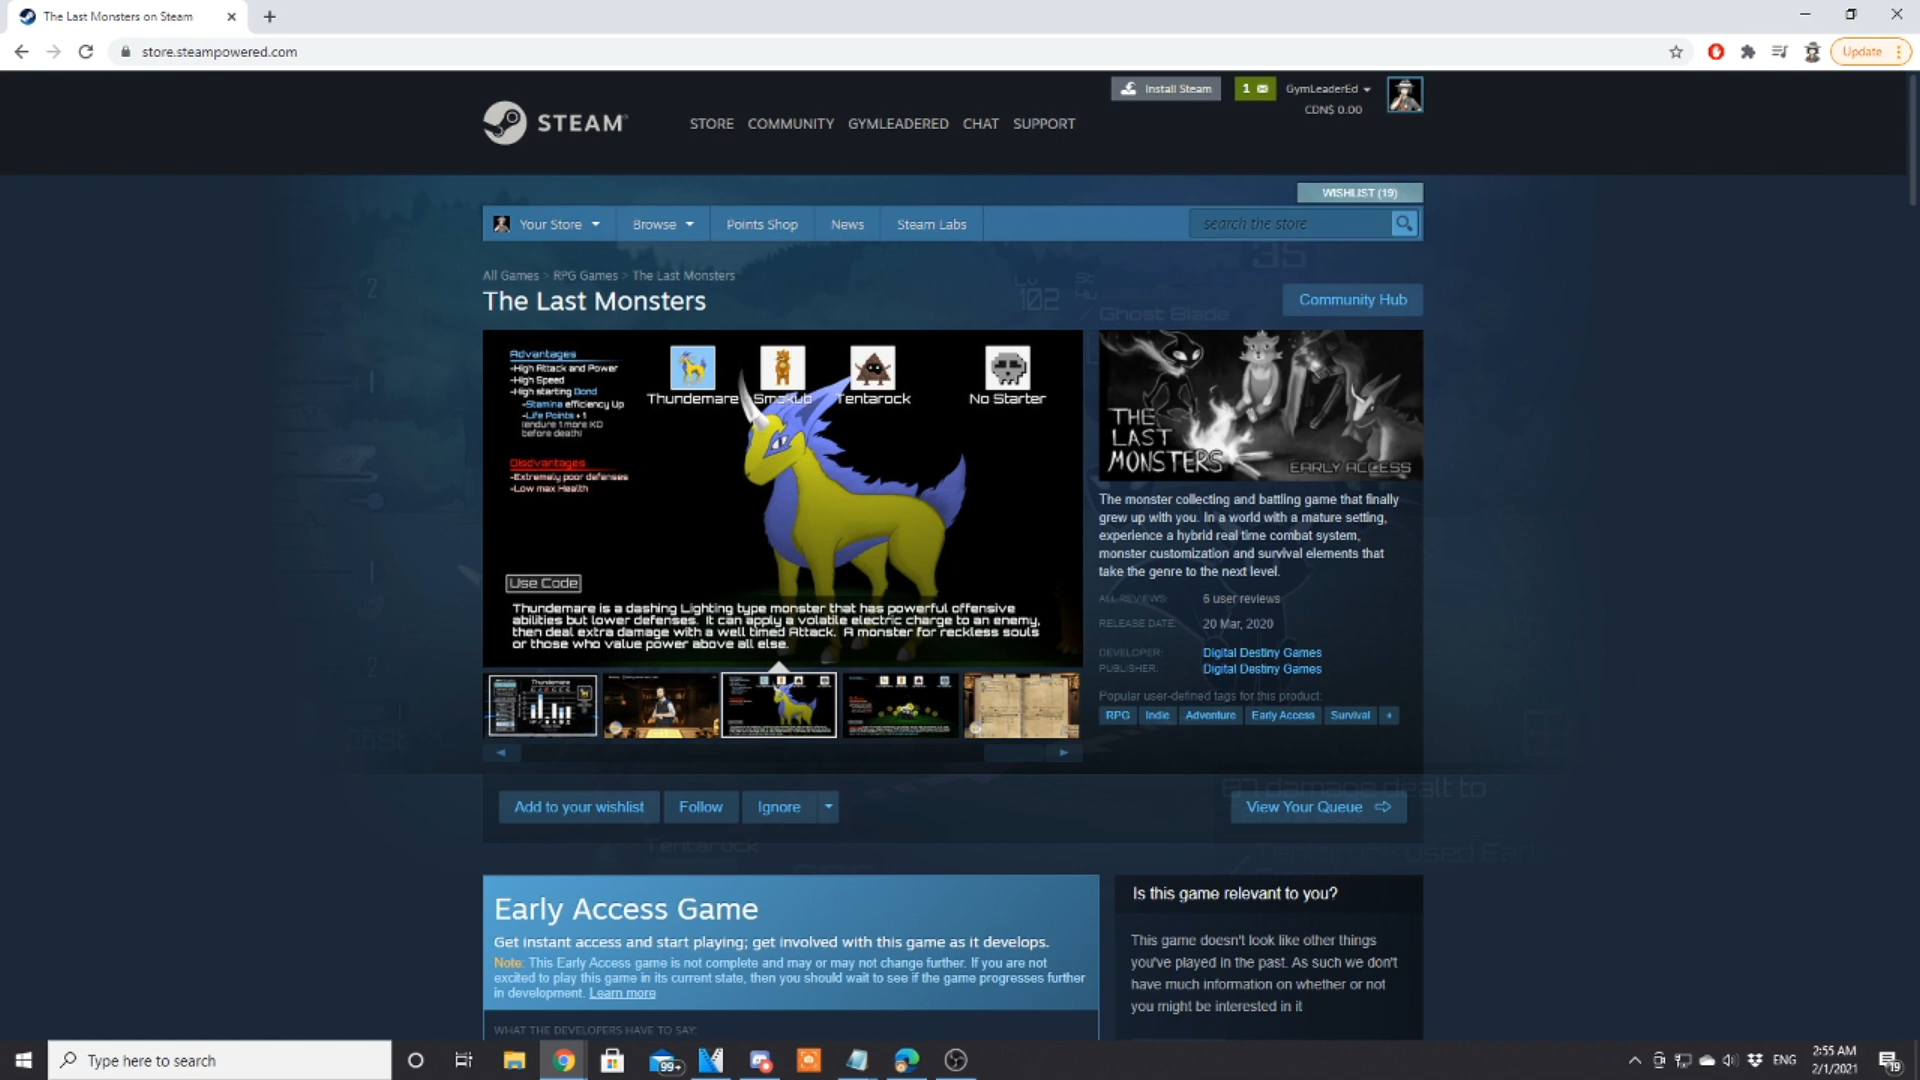 The Last Monsters on Steam
store.steampowered.com
Update
Install Steam
1
GymLeaderEd
CDN$ 0.00
STEAM
STORE
COMMUNITY
GYMLEADERED
CHAT
SUPPORT
WISHLIST (19)
Your Store
Browse
Points Shop
News
Steam Labs
search the store
All Games > RPG Games > The Last Monsters
The Last Monsters
Community Hub
Advantages
-High Attack and Power
-High Speed
-High starting Bond
-Stamina efficiency Up
-Life Points +1
(endure 1 more KO
before death)
Disdvantages
-Extremely poor defenses
-Low max Health
Thundemare
Smokub
Tentarock
No Starter
Use Code
Thundemare is a dashing Lighting type monster that has powerful offensive
abilities but lower defenses. It can apply a volatile electric charge to an enemy,
then deal extra damage with a well timed Attack. A monster for reckless souls
or those who value power above all else.
THE
LAST
MONSTERS
EARLY ACCESS
The monster collecting and battling game that finally
grew up with you. In a world with a mature setting,
experience a hybrid real time combat system,
monster customization and survival elements that
take the genre to the next level.
ALL REVIEWS: 6 user reviews
RELEASE DATE: 20 Mar, 2020
DEVELOPER: Digital Destiny Games
PUBLISHER: Digital Destiny Games
Popular user-defined tags for this product:
RPG
Indie
Adventure
Early Access
Survival
+
Add to your wishlist
Follow
Ignore
View Your Queue
102
Ghost Blade
35
damage dealt to
Tentarock
Early Access Game
Get instant access and start playing; get involved with this game as it develops.
Note: This Early Access game is not complete and may or may not change further. If you are not
excited to play this game in its current state, then you should wait to see if the game progresses further
in development. Learn more
WHAT THE DEVELOPERS HAVE TO SAY:
Is this game relevant to you?
This game doesn't look like other things
you've played in the past. As such we don't
have much information on whether or not
you might be interested in it
Type here to search
99+
ENG
2:55 AM
2/1/2021
19